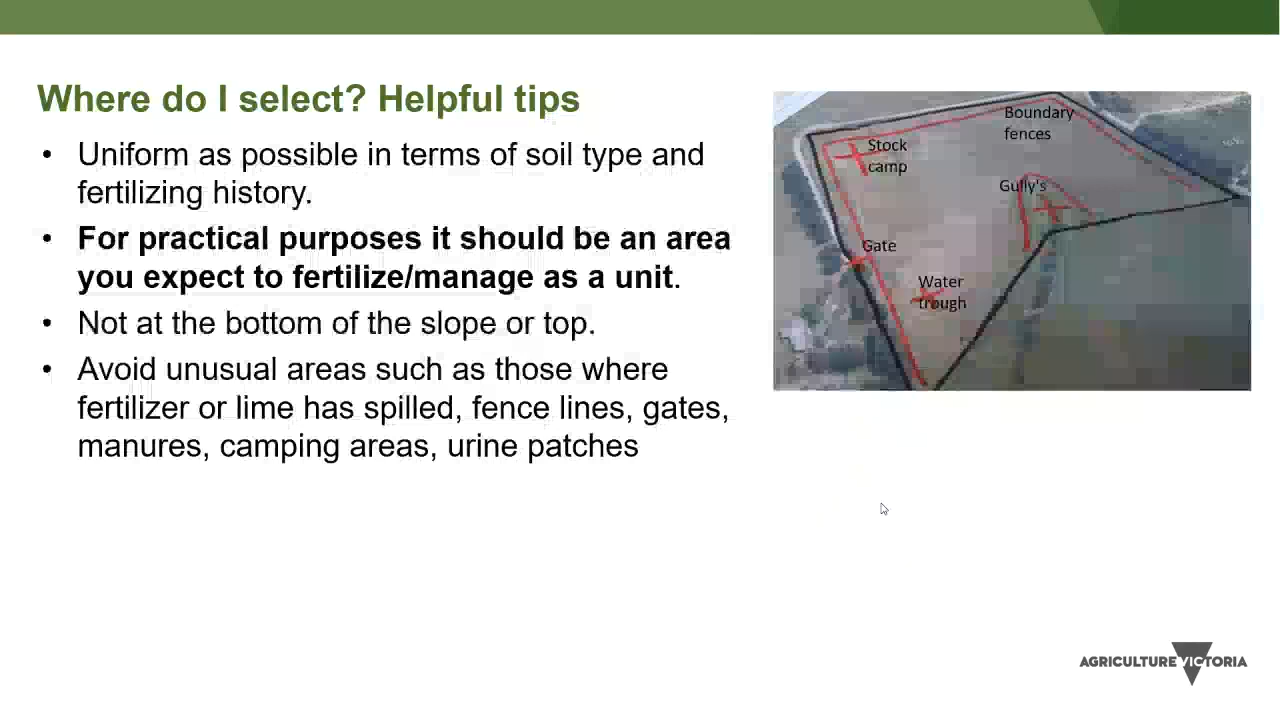 Where do I select? Helpful tips
• Uniform as possible in terms of soil type and
fertilizing history.
• For practical purposes it should be an area
you expect to fertilize/manage as a unit.
• Not at the bottom of the slope or top.
• Avoid unusual areas such as those where
fertilizer or lime has spilled, fence lines, gates,
manures, camping areas, urine patches
Boundary
fences
Stock
camp
Gully's
Gate
Water
trough
AGRICULTURE VICTORIA